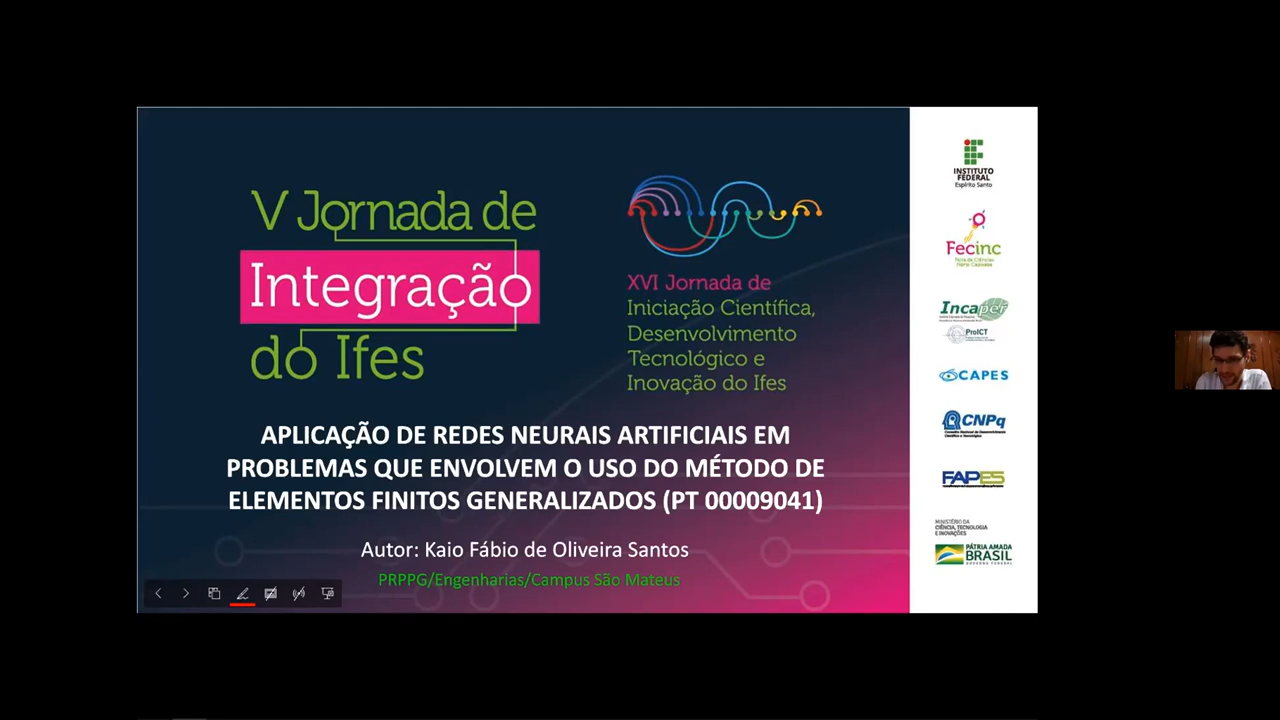 V Jornada de
Integração
do Ifes
XVI Jornada de
Iniciação Científica,
Desenvolvimento
Tecnológico e
Inovação do Ifes
APLICAÇÃO DE REDES NEURAIS ARTIFICIAIS EM
PROBLEMAS QUE ENVOLVEM O USO DO MÉTODO DE
ELEMENTOS FINITOS GENERALIZADOS (PT 00009041)
Autor: Kaio Fábio de Oliveira Santos
PRPPG/Engenharias/Campus São Mateus
INSTITUTO
FEDERAL
Espírito Santo
Fecinc
Incaper
ProICT
CAPES
CNPq
FAPES
MINISTÉRIO DA
CIÊNCIA, TECNOLOGIA
E INOVAÇÕES
PÁTRIA AMADA
BRASIL
GOVERNO FEDERAL